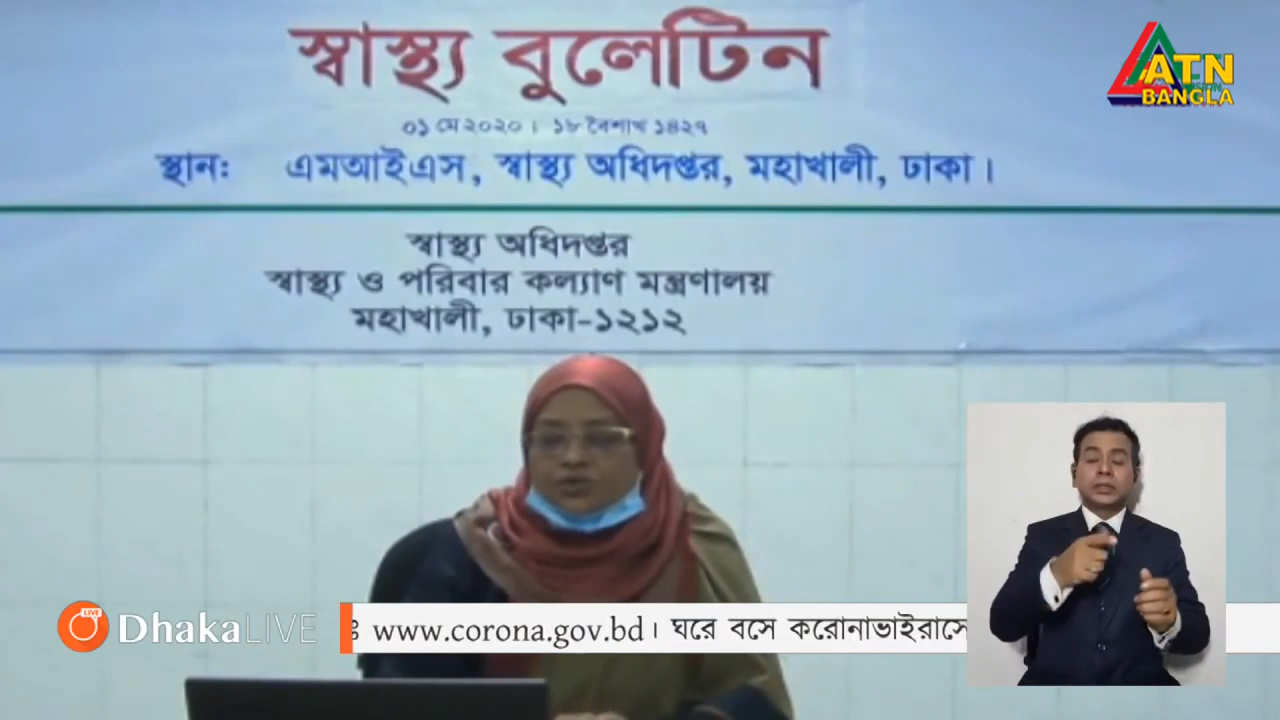 স্বাস্থ্য বুলেটিন
০১ মে ২০২০। ১৮ বৈশাখ ১৪২৭
স্থান: এমআইএস, স্বাস্থ্য অধিদপ্তর, মহাখালী, ঢাকা।
স্বাস্থ্য অধিদপ্তর
স্বাস্থ্য ও পরিবার কল্যাণ মন্ত্রণালয়
মহাখালী, ঢাকা-১২১২
ATN
BANGLA
LIVE
DhakaLIVE
www.corona.gov.bd। ঘরে বসে করোনাভাইরাসে